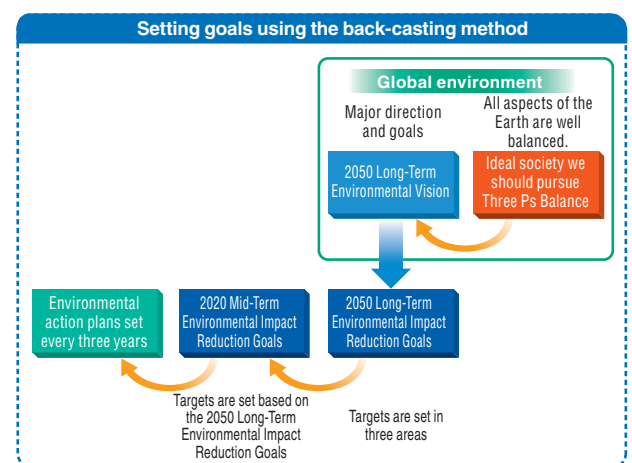 Setting goals using the back-casting method
Global environment
Major direction
and goals
All aspects of the
Earth are well
balanced.
2050 Long-Term
Environmental Vision
Ideal society we
should pursue
Three Ps Balance
Environmental
action plans set
every three years
2020 Mid-Term
Environmental Impact
Reduction Goals
2050 Long-Term
Environmental Impact
Reduction Goals
Targets are set based on
the 2050 Long-Term
Environmental Impact
Reduction Goals
Targets are set in
three areas